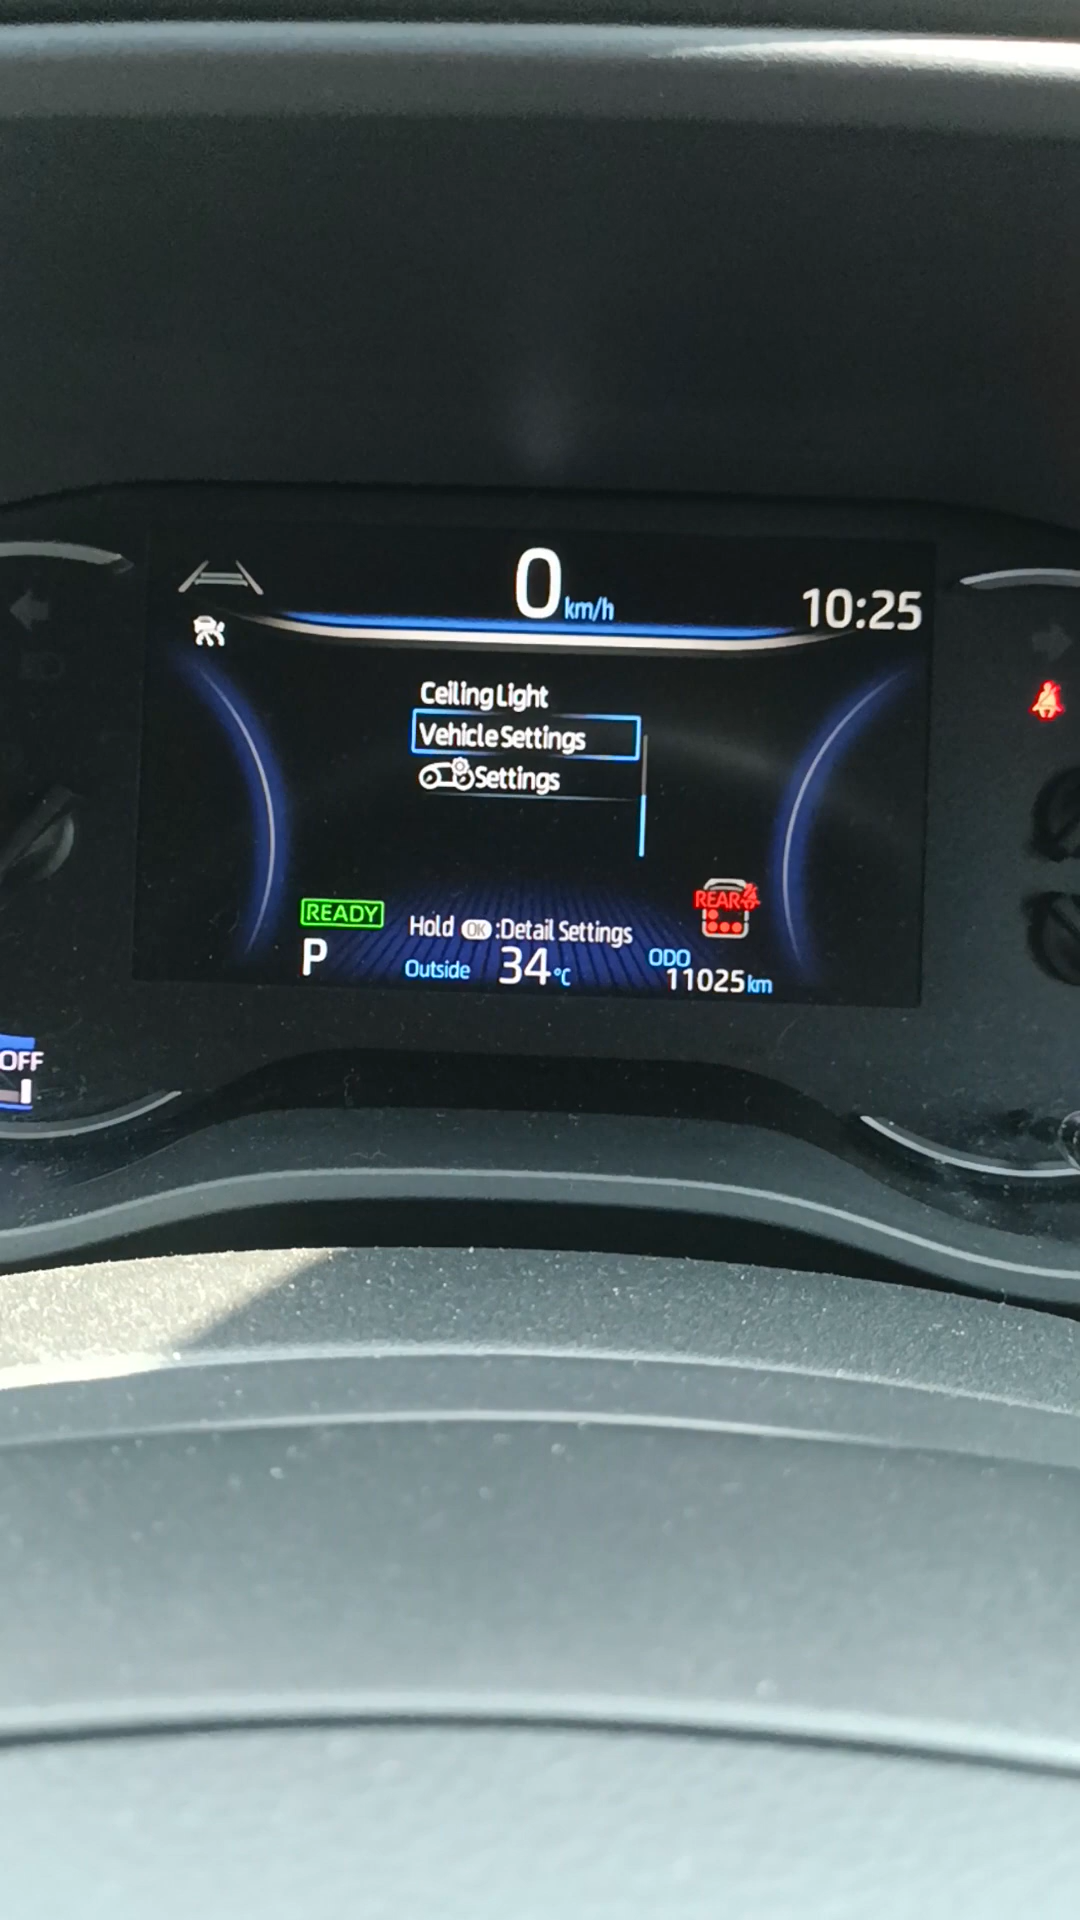 0 km/h
10:25
Ceiling Light
Vehicle Settings
Settings
READY
REAR
Hold OK :Detail Settings
P
Outside 34°C
ODO
11025 km
OFF